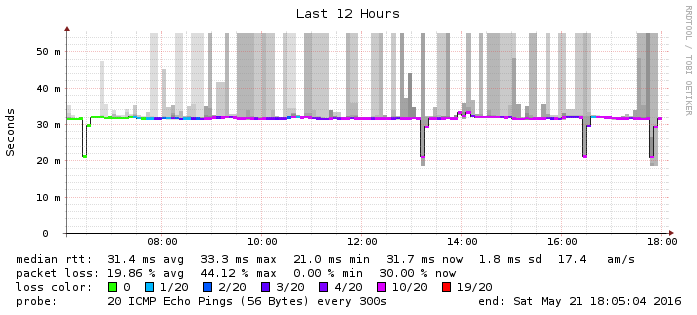 Last 12 Hours
RRDTOOL / TOBI OETIKER
Seconds
50 m
40 m
30 m
20 m
10 m
0
08:00 10:00 12:00 14:00 16:00 18:00
median rtt: 31.4 ms avg 33.3 ms max 21.0 ms min 31.7 ms now 1.8 ms sd 17.4 am/s
packet loss: 19.86 % avg 44.12 % max 0.00 % min 30.00 % now
loss color: 0 1/20 2/20 3/20 4/20 10/20 19/20
probe: 20 ICMP Echo Pings (56 Bytes) every 300s end: Sat May 21 18:05:04 2016